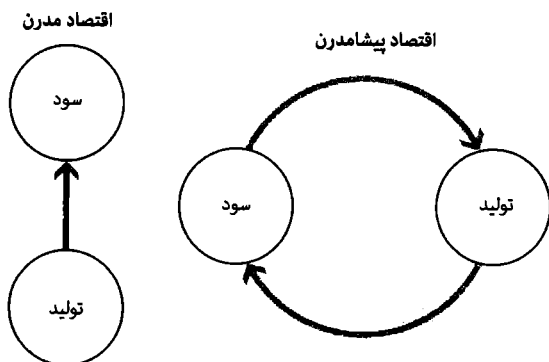 اقتصاد پیشامدرن
سود
تولید
اقتصاد مدرن
سود
تولید